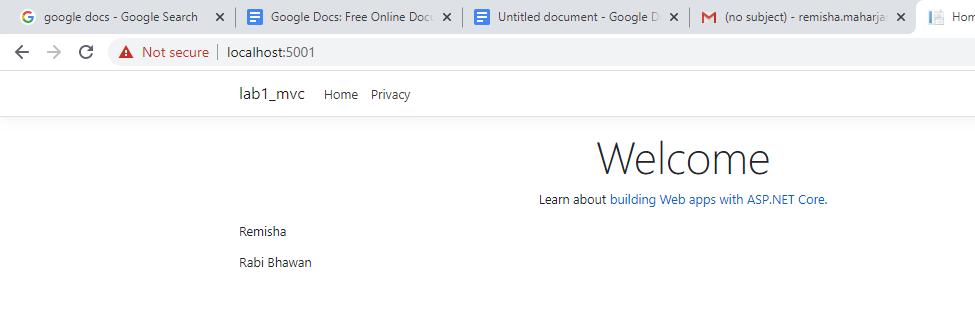 google docs - Google Search
Google Docs: Free Online Docu
Untitled document - Google D
(no subject) - remisha.maharja
Hom
Not secure | localhost:5001
lab1_mvc Home Privacy
Welcome
Learn about building Web apps with ASP.NET Core.
Remisha
Rabi Bhawan